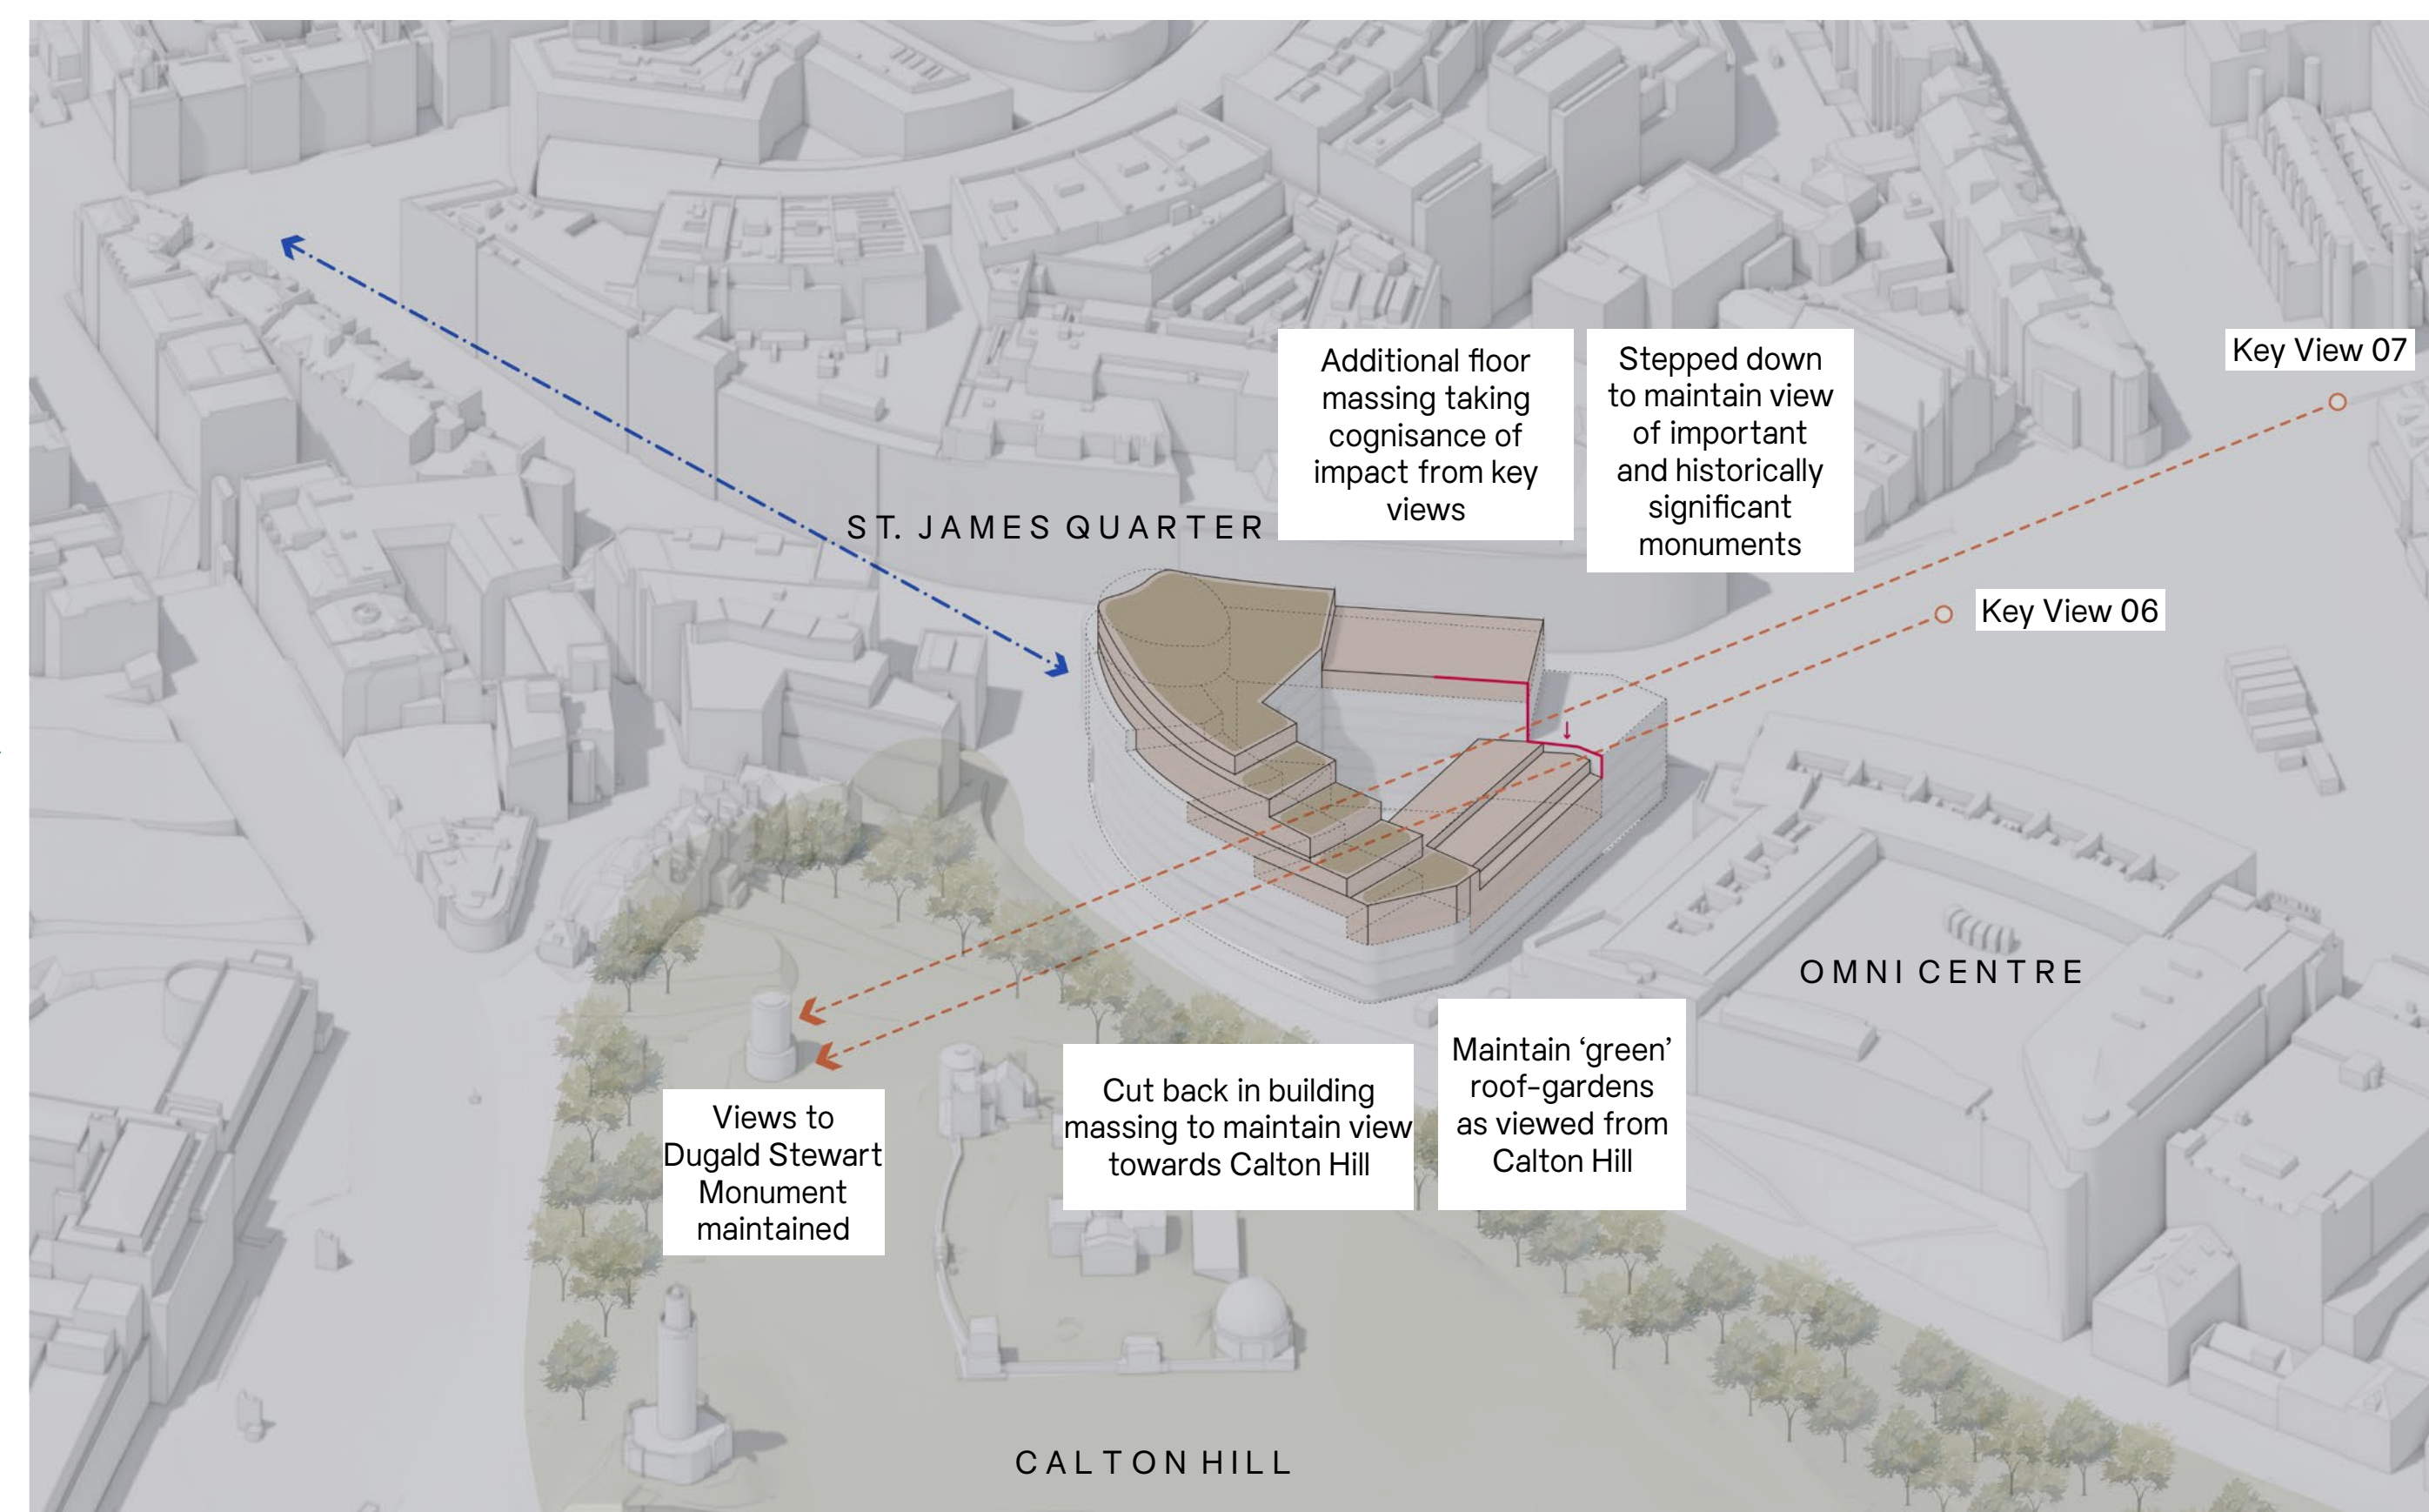 Key View 07
Additional floor
massing taking
cognisance of
impact from key
views
Stepped down
to maintain view
of important
and historically
significant
monuments
ST. JAMES QUARTER
Key View 06
OMNI CENTRE
Views to
Dugald Stewart
Monument
maintained
Cut back in building
massing to maintain view
towards Calton Hill
Maintain ‘green’
roof-gardens
as viewed from
Calton Hill
CALTON HILL